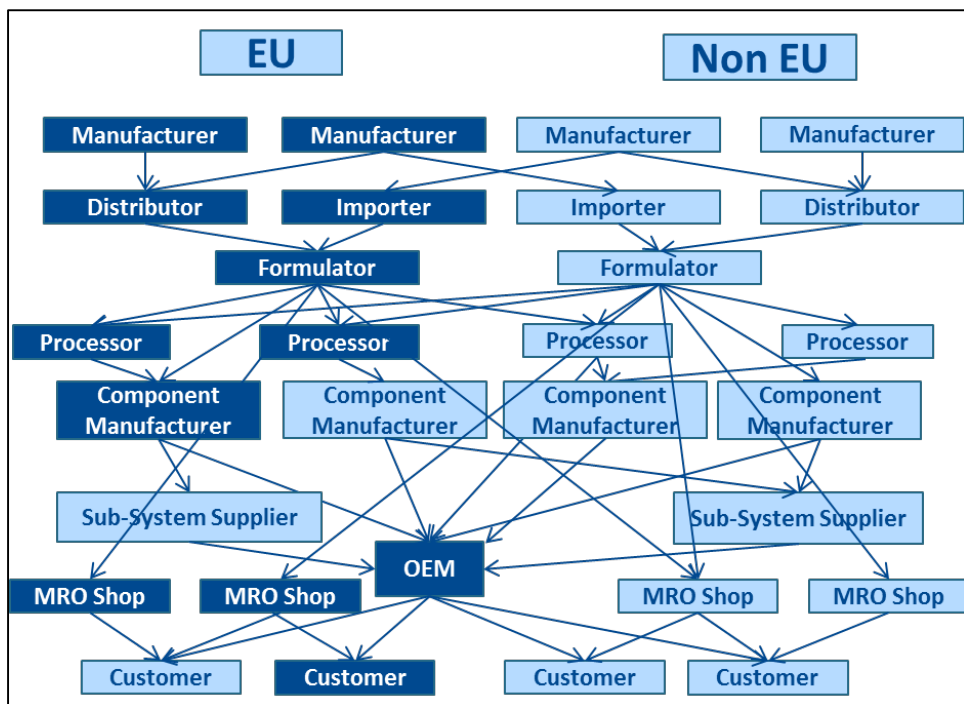 EU
Non EU
Manufacturer
Manufacturer
Manufacturer
Manufacturer
Distributor
Importer
Importer
Distributor
Formulator
Formulator
Processor
Processor
Processor
Processor
Component
Manufacturer
Component
Manufacturer
Component
Manufacturer
Component
Manufacturer
Sub-System Supplier
Sub-System Supplier
OEM
MRO Shop
MRO Shop
MRO Shop
MRO Shop
Customer
Customer
Customer
Customer